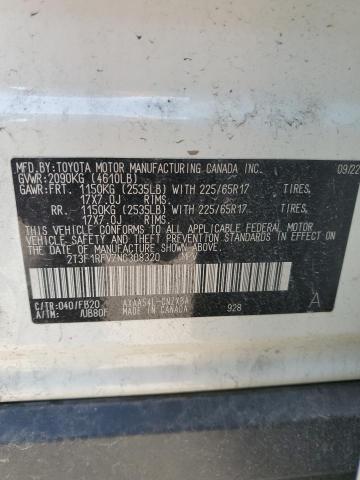 MFD.BY:TOYOTA MOTOR MANUFACTURING CANADA INC. 09/22
GVWR:2090KG (4610LB)
GAWR:FRT. 1150KG (2535LB) WITH 225/65R17 TIRES,
17X7.0J RIMS,
RR. 1150KG (2535LB) WITH 225/65R17 TIRES,
17X7.0J RIMS,
THIS VEHICLE CONFORMS TO ALL APPLICABLE FEDERAL MOTOR
VEHICLE SAFETY AND THEFT PREVENTION STANDARDS IN
EFFECT ON THE DATE OF MANUFACTURE SHOWN ABOVE.
2T3F1RFV7NC308320 M.P.V.
C/TR:040/FB20
A/TM: /UB80F
MADE IN CANADA
928
A